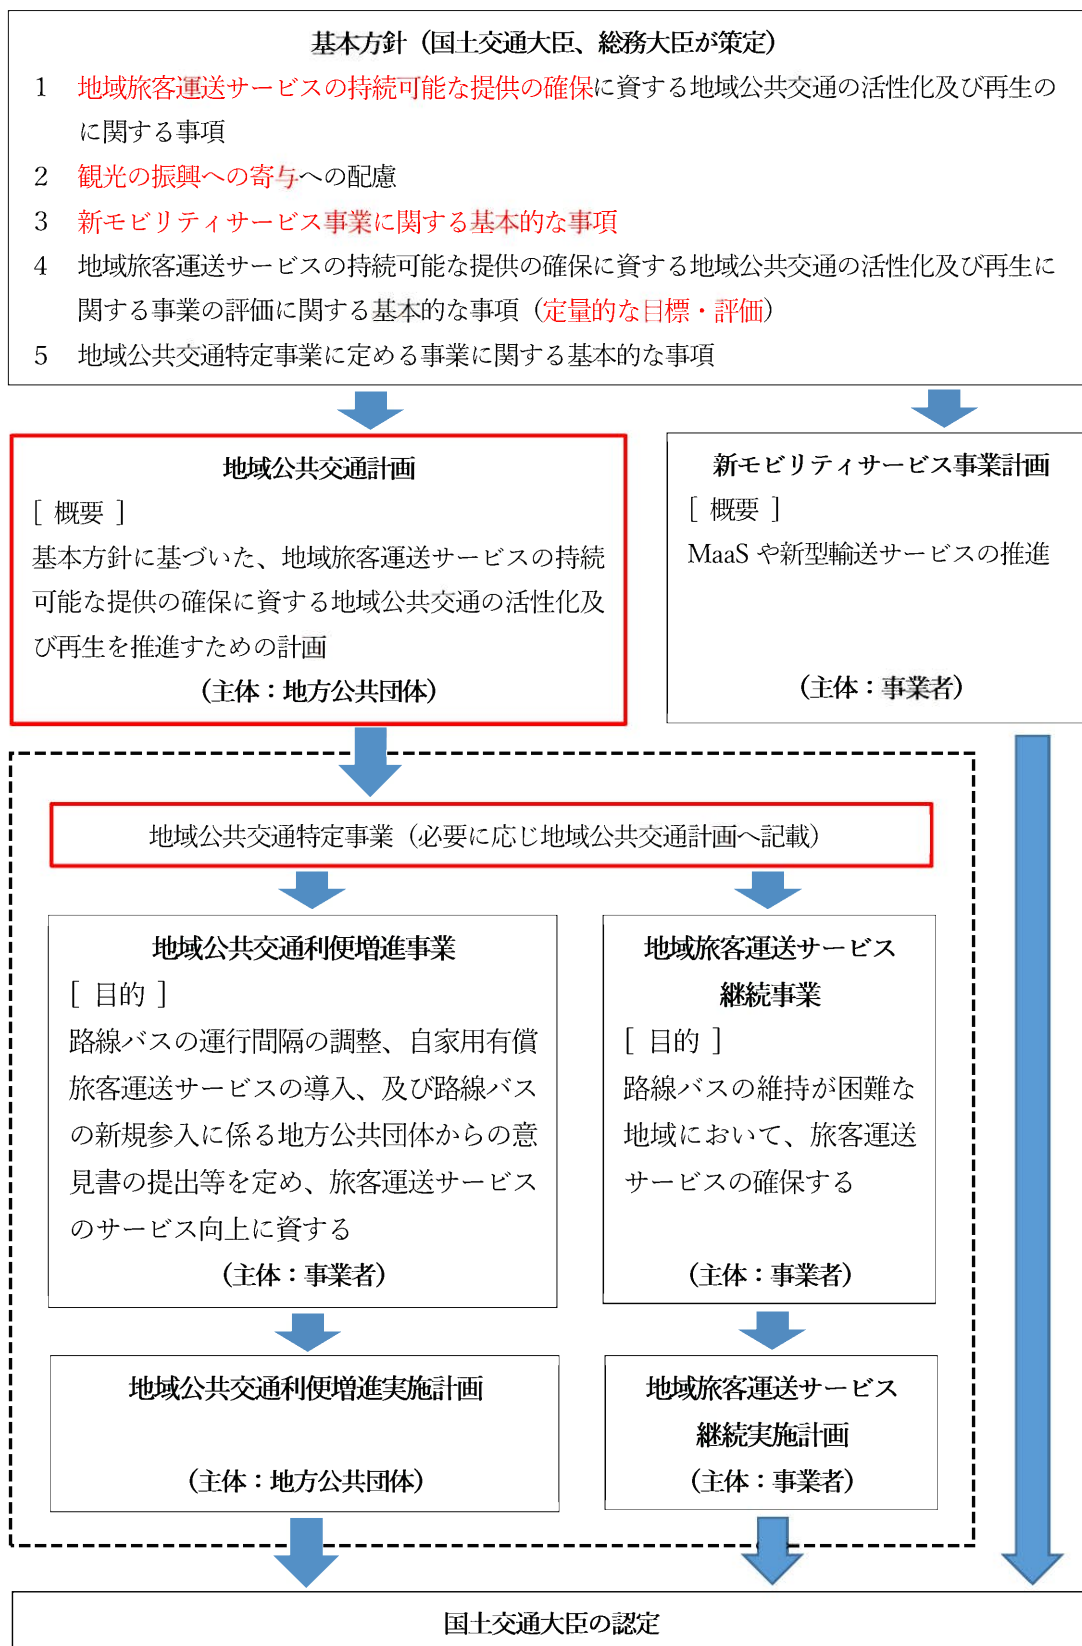 基本方針（国土交通大臣、総務大臣が策定）
1 地域旅客運送サービスの持続可能な提供の確保に資する地域公共交通の活性化及び再生の
に関する事項
2 観光の振興への寄与への配慮
3 新モビリティサービス事業に関する基本的な事項
4 地域旅客運送サービスの持続可能な提供の確保に資する地域公共交通の活性化及び再生に
関する事業の評価に関する基本的な事項（定量的な目標・評価）
5 地域公共交通特定事業に定める事業に関する基本的な事項
地域公共交通計画
［ 概要 ］
基本方針に基づいた、地域旅客運送サービスの持続
可能な提供の確保に資する地域公共交通の活性化及
び再生を推進すための計画
（主体：地方公共団体）
新モビリティサービス事業計画
［ 概要 ］
MaaS や新型輸送サービスの推進
（主体：事業者）
地域公共交通特定事業（必要に応じ地域公共交通計画へ記載）
地域公共交通利便増進事業
［ 目的 ］
路線バスの運行間隔の調整、自家用有償
旅客運送サービスの導入、及び路線バス
の新規参入に係る地方公共団体からの意
見書の提出等を定め、旅客運送サービス
のサービス向上に資する
（主体：事業者）
地域旅客運送サービス
継続事業
［ 目的 ］
路線バスの維持が困難な
地域において、旅客運送
サービスの確保する
（主体：事業者）
地域公共交通利便増進実施計画
（主体：地方公共団体）
地域旅客運送サービス
継続実施計画
（主体：事業者）
国土交通大臣の認定